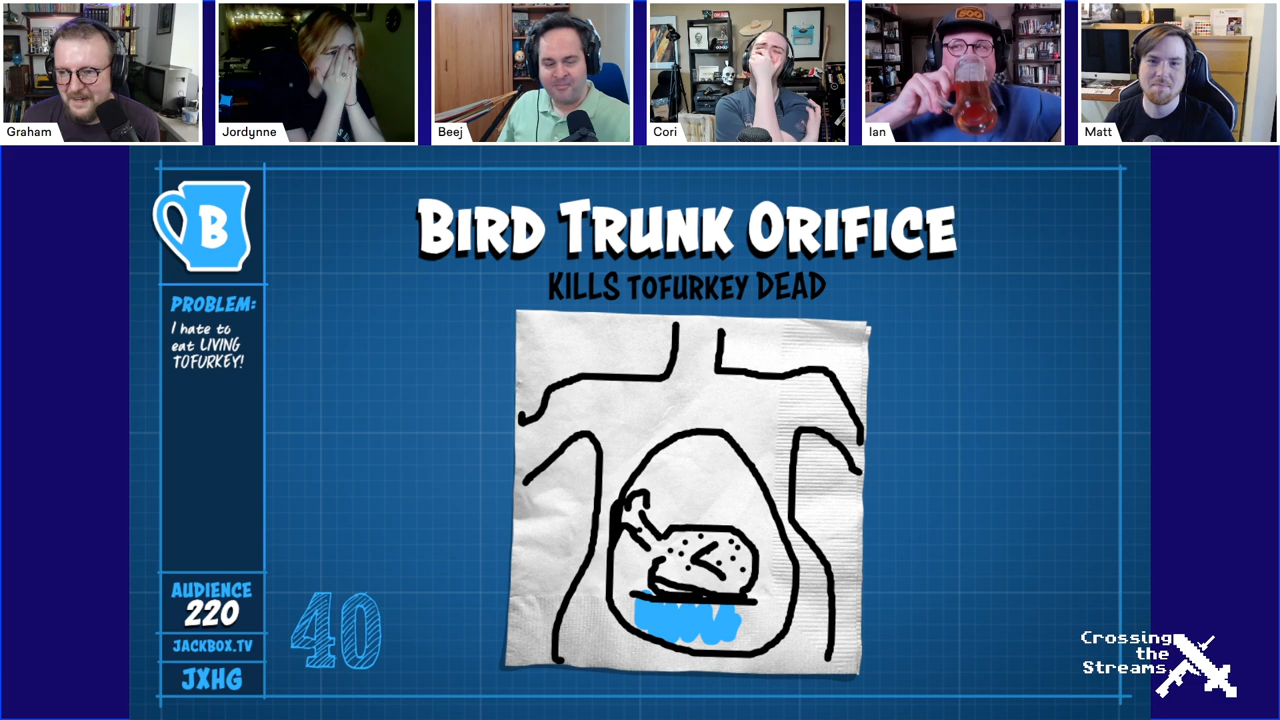 Graham
Jordynne
Beej
Cori
500
Ian
Matt
B
BIRD TRUNK ORIFICE
KILLS TOFURKEY DEAD
PROBLEM:
I hate to
eat LIVING
TOFURKEY!
AUDIENCE
220
JACKBOX.TV
JXHG
40
Crossing
the
Streams